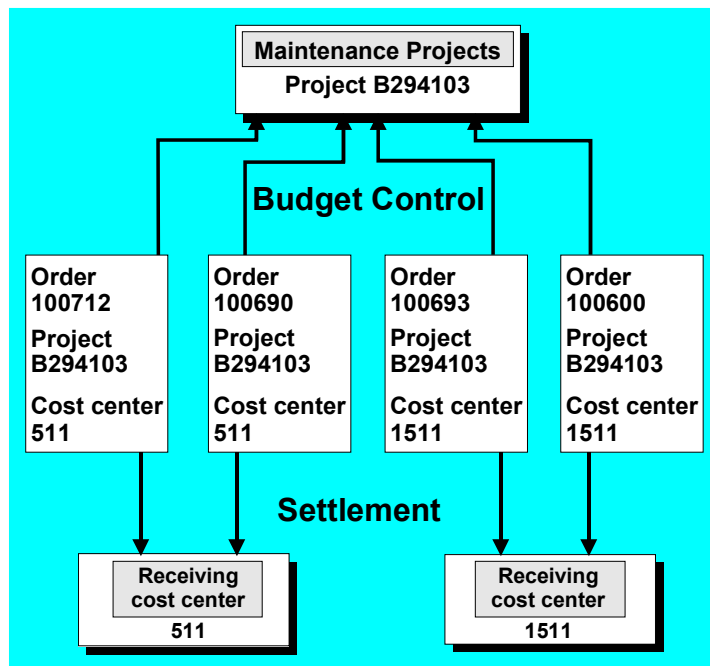 Maintenance Projects
Project B294103
Budget Control
Order
100712
Project
B294103
Cost center
511
Order
100690
Project
B294103
Cost center
511
Order
100693
Project
B294103
Cost center
1511
Order
100600
Project
B294103
Cost center
1511
Settlement
Receiving
cost center
511
Receiving
cost center
1511